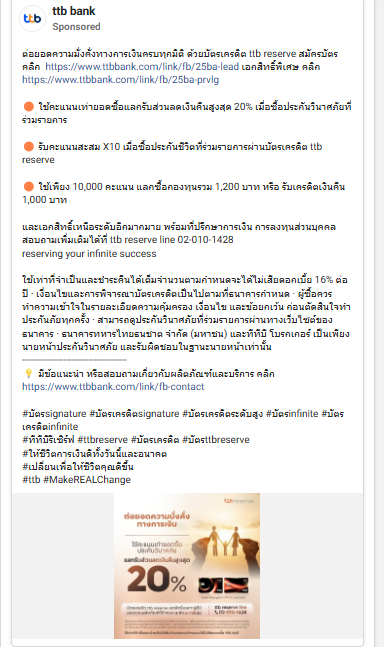 ttb bank
Sponsored
ttb
ต่อยอดความมั่งคั่งทางการเงินครบทุกมิติ ด้วยบัตรเครดิต ttb reserve สมัครบัตร
คลิก https://www.ttbbank.com/link/fb/25ba-lead เอกสิทธิ์พิเศษ คลิก
https://www.ttbbank.com/link/fb/25ba-prvlg
ใช้คะแนนเท่ายอดซื้อแลกรับส่วนลดเงินคืนสูงสุด 20% เมื่อซื้อประกันวินาศภัยที่
ร่วมรายการ
รับคะแนนสะสม X10 เมื่อซื้อประกันชีวิตที่ร่วมรายการผ่านบัตรเครดิต ttb
reserve
ใช้เพียง 10,000 คะแนน แลกซื้อกองทุนรวม 1,200 บาท หรือ รับเครดิตเงินคืน
1,000 บาท
และเอกสิทธิ์เหนือระดับอีกมากมาย พร้อมที่ปรึกษาการเงิน การลงทุนส่วนบุคคล
สอบถามเพิ่มเติมได้ที่ ttb reserve line 02-010-1428
reserving your infinite success
ใช้เท่าที่จำเป็นและชำระคืนได้เต็มจำนวนตามกำหนดจะได้ไม่เสียดอกเบี้ย 16% ต่อ
ปี · เงื่อนไขและการพิจารณาบัตรเครดิตเป็นไปตามที่ธนาคารกำหนด · ผู้ซื้อควร
ทำความเข้าใจในรายละเอียดความคุ้มครอง เงื่อนไข และข้อยกเว้น ก่อนตัดสินใจทำ
ประกันภัยทุกครั้ง · สามารถดูประกันวินาศภัยที่ร่วมรายการผ่านทางเว็บไซต์ของ
ธนาคาร · ธนาคารทหารไทยธนชาต จำกัด (มหาชน) และทีทีบี โบรกเกอร์ เป็นเพียง
นายหน้าประกันวินาศภัย และรับผิดชอบในฐานะนายหน้าเท่านั้น
-----------------------------------
มีข้อแนะนำ หรือสอบถามเกี่ยวกับผลิตภัณฑ์และบริการ คลิก
https://www.ttbbank.com/link/fb-contact
#บัตรsignature #บัตรเครดิตsignature #บัตรเครดิตระดับสูง #บัตรinfinite #บัตร
เครดิตinfinite
#ทีทีบีรีเซิร์ฟ #ttbreserve #บัตรเครดิต #บัตรttbreserve
#ให้ชีวิตการเงินดีทั้งวันนี้และอนาคต
#เปลี่ยนเพื่อให้ชีวิตคุณดีขึ้น
#ttb #MakeREALChange
ttb reserve
ต่อยอดความมั่งคั่ง
ทางการเงิน
ใช้คะแนนเท่ายอดซื้อ
ประกันวินาศภัย
แลกรับส่วนลดเงินคืนสูงสุด
20%
ttb reserve line
02-010-1428